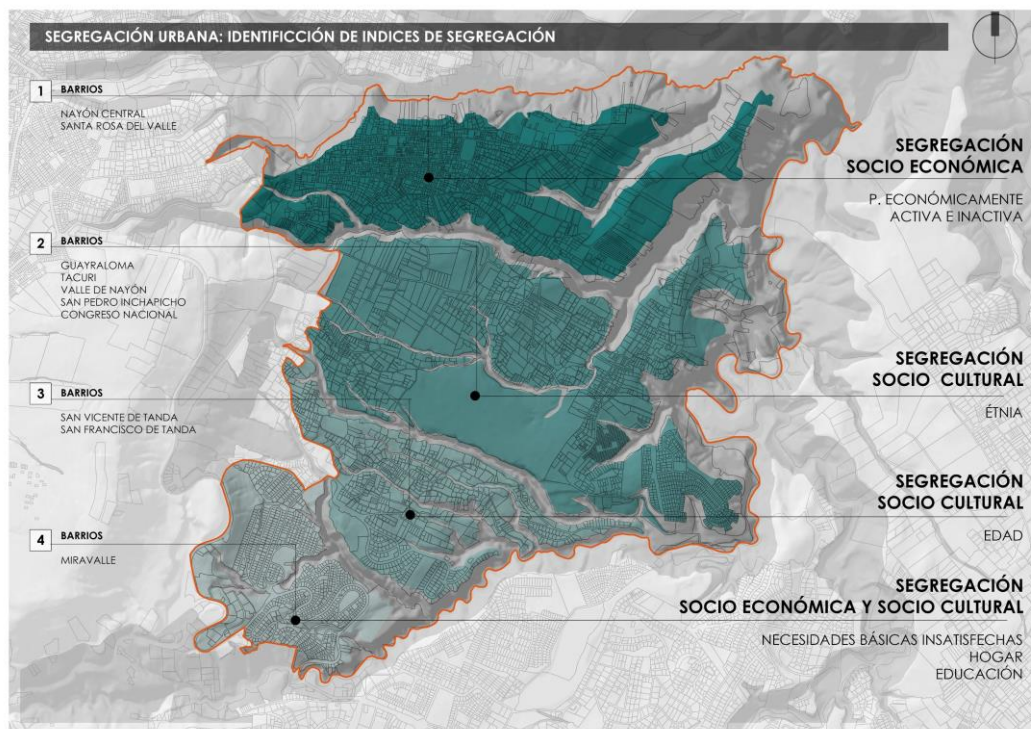 SEGREGACIÓN URBANA: IDENTIFICCIÓN DE INDICES DE SEGREGACIÓN
1 BARRIOS
NAYÓN CENTRAL
SANTA ROSA DEL VALLE
SEGREGACIÓN
SOCIO ECONÓMICA
P. ECONÓMICAMENTE
ACTIVA E INACTIVA
2 BARRIOS
GUAYRALOMA
TACURI
VALLE DE NAYÓN
SAN PEDRO INCHAPICHO
CONGRESO NACIONAL
SEGREGACIÓN
SOCIO CULTURAL
ÉTNIA
3 BARRIOS
SAN VICENTE DE TANDA
SAN FRANCISCO DE TANDA
SEGREGACIÓN
SOCIO CULTURAL
EDAD
4 BARRIOS
MIRAVALLE
SEGREGACIÓN
SOCIO ECONÓMICA Y SOCIO CULTURAL
NECESIDADES BÁSICAS INSATISFECHAS
HOGAR
EDUCACIÓN